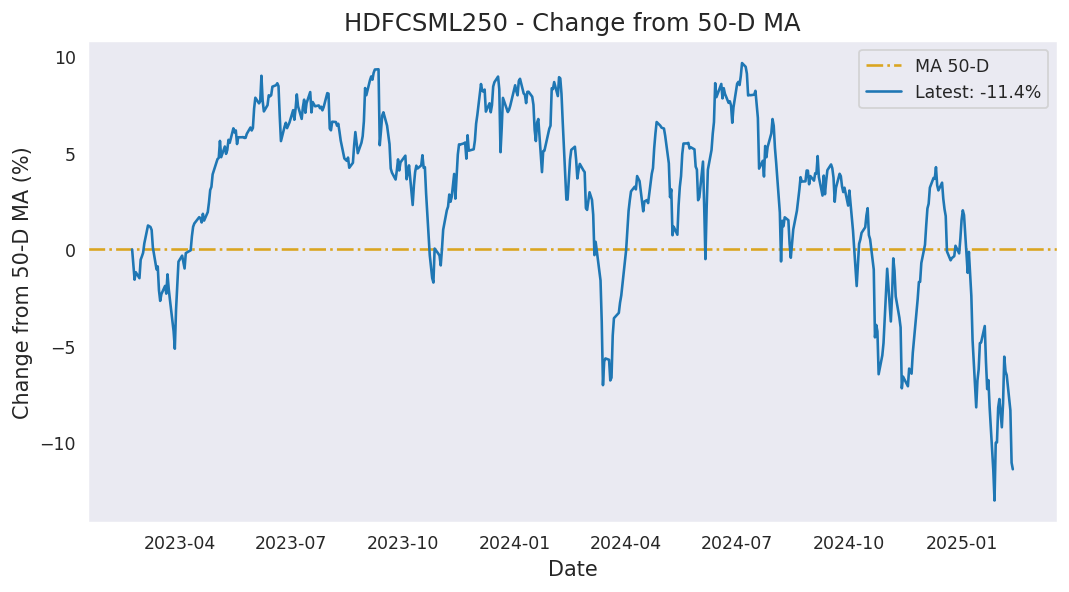 HDFCSML250 - Change from 50-D MA
MA 50-D
Latest: -11.4%
Change from 50-D MA (%)
10
5
0
−5
−10
2023-04
2023-07
2023-10
2024-01
2024-04
2024-07
2024-10
2025-01
Date